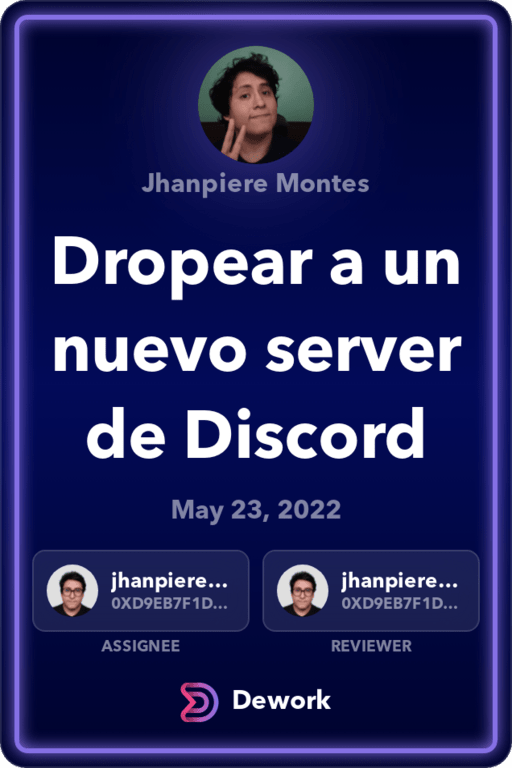 Jhanpiere Montes
Dropear a un
nuevo server
de Discord
May 23, 2022
jhanpiere...
0XD9EB7F1D...
ASSIGNEE
jhanpiere...
0XD9EB7F1D...
REVIEWER
Dework